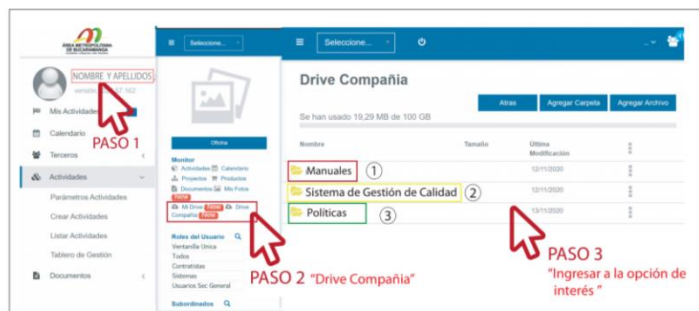 ÁREA METROPOLITANA
DE BUCARAMANGA
NOMBRE Y APELLIDOS
PASO 1
Mis Actividades
Calendario
Terceros
Actividades
Parámetros Actividades
Crear Actividades
Listar Actividades
Tablero de Gestión
Documentos
Seleccione...
Oficina
Monitor
Actividades Calendario
Proyectos Productos
Documentos Mis Fotos
Mi Drive Drive
Compañia
Roles del Usuario
Ventanilla Unica
Todos
Contratistas
Sistemas
Usuarios Sec General
Subordinados
PASO 2 "Drive Compañia"
Seleccione...
Drive Compañia
Atras Agregar Carpeta Agregar Archivo
Se han usado 19,29 MB de 100 GB
Nombre Tamaño Última
Modificación
Manuales 1 12/11/2020
Sistema de Gestión de Calidad 2 12/11/2020
Políticas 3 13/11/2020
PASO 3
"Ingresar a la opción de
interés "